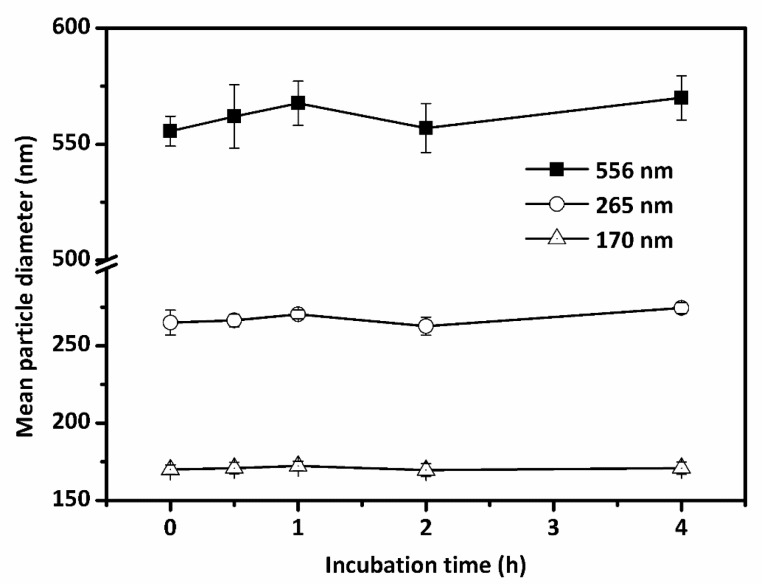 600
550
500
250
200
150
Mean particle diameter (nm)
556 nm
265 nm
170 nm
0 1 2 3 4
Incubation time (h)